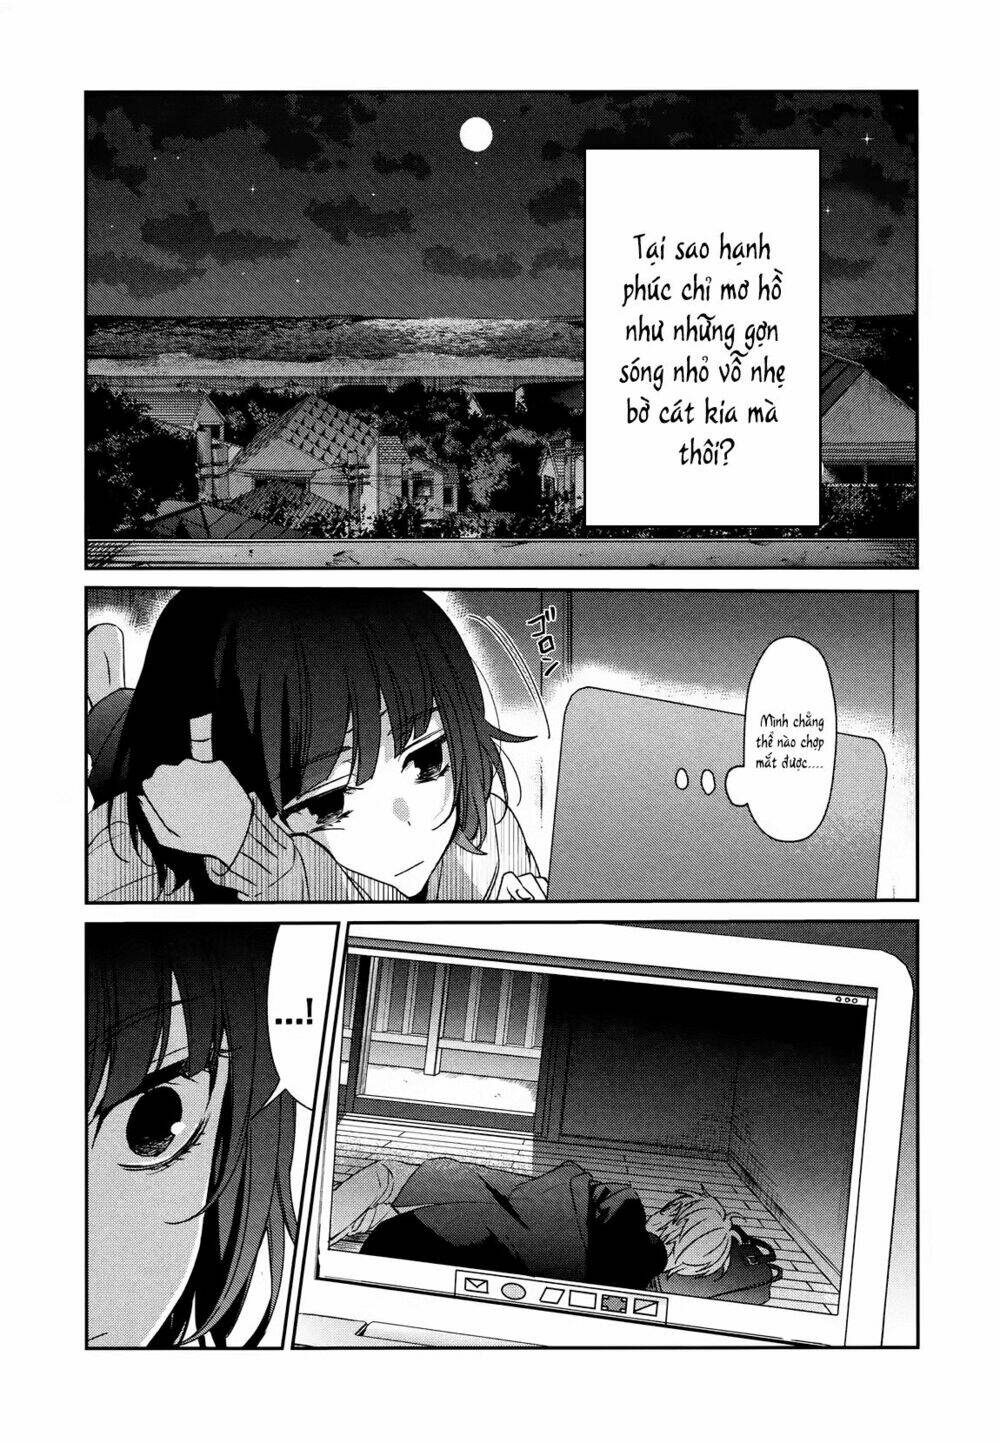 Tại sao hạnh
phúc chỉ mơ hồ
như những gợn
sóng nhỏ vỗ nhẹ
bờ cát kia mà
thôi?
ゴロン
Mình chẳng
thể nào chợp
mắt được....
...!